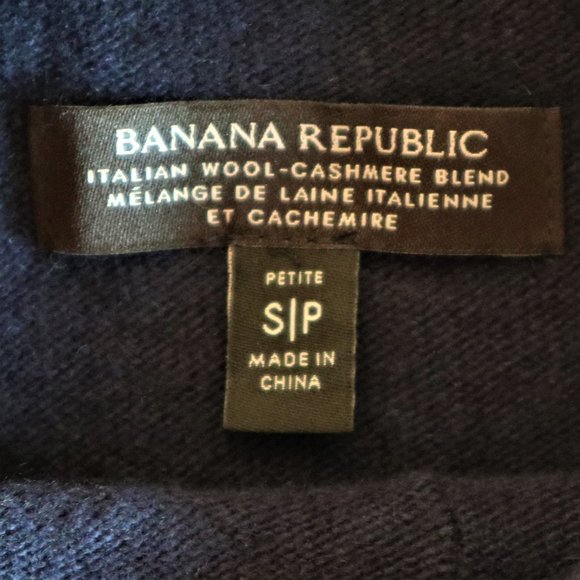 BANANA REPUBLIC
ITALIAN WOOL-CASHMERE BLEND
MÉLANGE DE LAINE ITALIENNE
ET CACHEMIRE
PETITE
S|P
MADE IN
CHINA